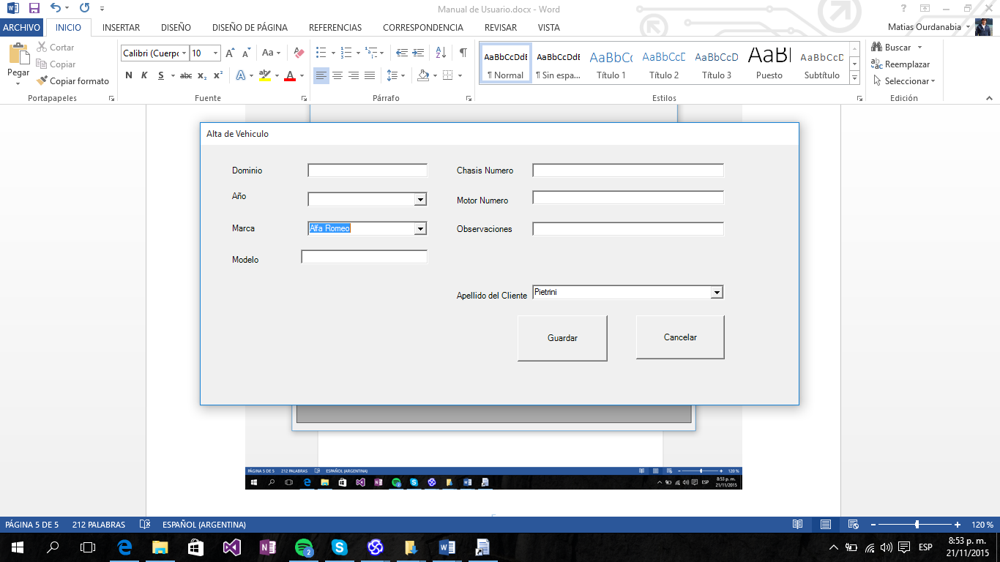 Manual de Usuario.docx - Word
ARCHIVO INICIO INSERTAR DISEÑO DISEÑO DE PÁGINA REFERENCIAS CORRESPONDENCIA REVISAR VISTA Matias Ourdanabia
Pegar
Cortar
Copiar
Copiar formato
Portapapeles
Calibri (Cuerpo 10
Aa
N K S abc x₂ x²
Fuente
Párrafo
AaBbCcDdE AaBbCcDdE AaBbCc AaBbCcD AaBbCcD AaBb AaBbCcD
¶ Normal ¶ Sin espa... Título 1 Título 2 Título 3 Puesto Subtítulo
Estilos
Buscar
Reemplazar
Seleccionar
Edición
Alta de Vehiculo
Dominio
Año
Marca Alfa Romeo
Modelo
Chasis Numero
Motor Numero
Observaciones
Apellido del Cliente Pietrini
Guardar Cancelar
PÁGINA 5 DE 5 212 PALABRAS ESPAÑOL (ARGENTINA) 120 %
ESP 8:53 p. m.
21/11/2015
PÁGINA 5 DE 5 212 PALABRAS ESPAÑOL (ARGENTINA) 120 %
2
ESP 8:53 p. m.
21/11/2015